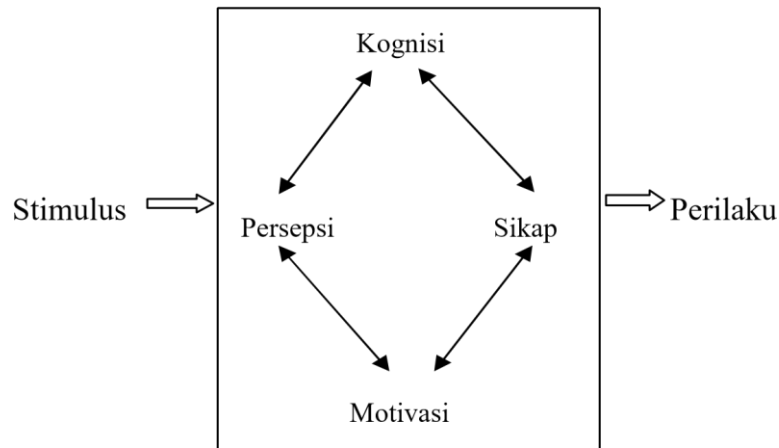 Kognisi
Stimulus
Persepsi
Sikap
Perilaku
Motivasi